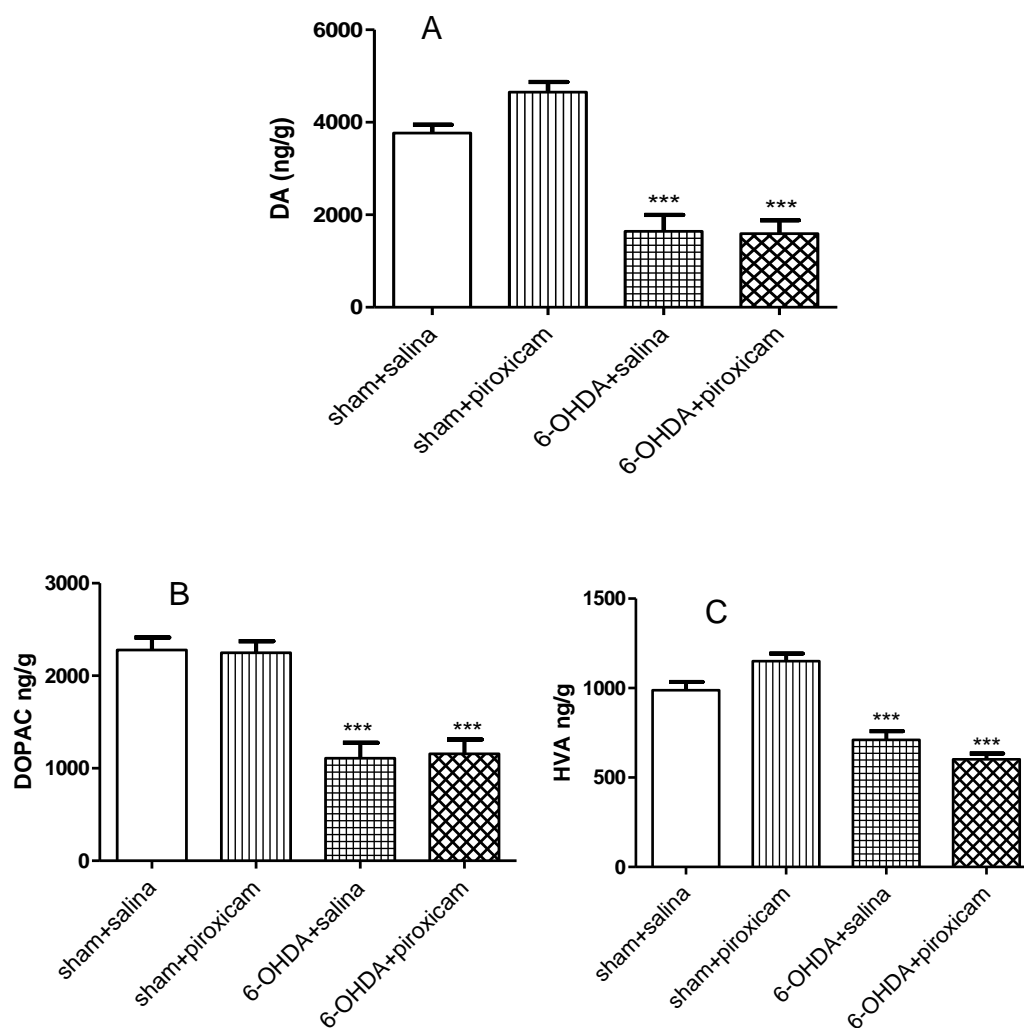 A
DA (ng/g)
6000
4000
2000
0
***
***
sham+salina
sham+piroxicam
6-OHDA+salina
6-OHDA+piroxicam
B
DOPAC ng/g
3000
2000
1000
0
***
***
sham+salina
sham+piroxicam
6-OHDA+salina
6-OHDA+piroxicam
C
HVA ng/g
1500
1000
500
0
***
***
sham+salina
sham+piroxicam
6-OHDA+salina
6-OHDA+piroxicam